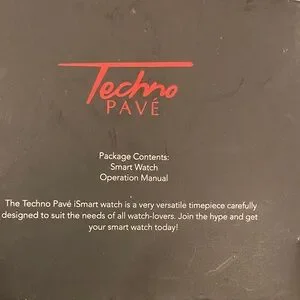 Techno
PAVÉ
Package Contents:
Smart Watch
Operation Manual
The Techno Pavé iSmart watch is a very versatile timepiece carefully
designed to suit the needs of all watch-lovers. Join the hype and get
your smart watch today!